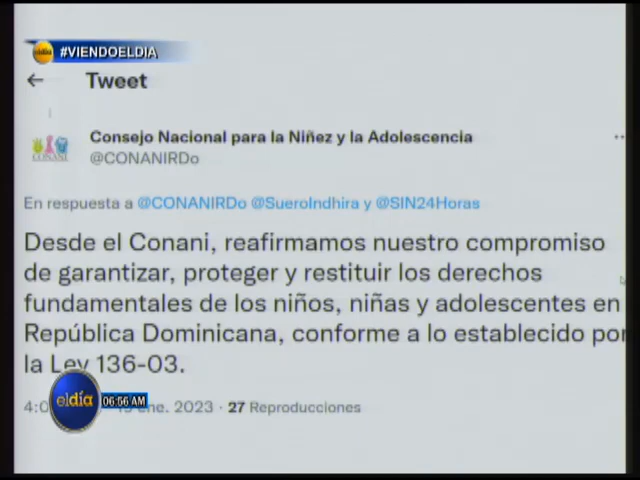 eldía
#VIENDOELDIA
Tweet
CONANI
Consejo Nacional para la Niñez y la Adolescencia
@CONANIRDo
En respuesta a @CONANIRDo @SueroIndhira y @SIN24Horas
Desde el Conani, reafirmamos nuestro compromiso
de garantizar, proteger y restituir los derechos
fundamentales de los niños, niñas y adolescentes en
República Dominicana, conforme a lo establecido por
la Ley 136-03.
ene. 2023 · 27 Reproducciones
eldía
06:56 AM